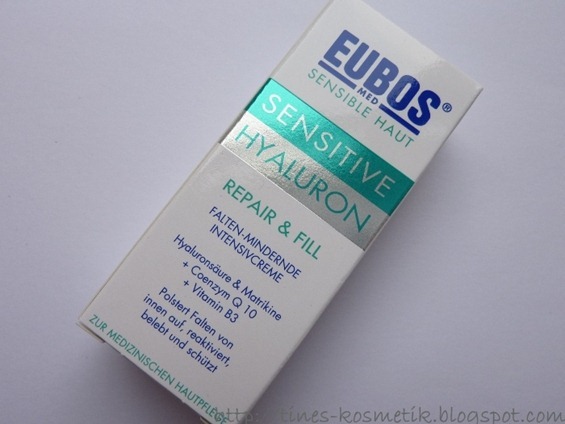 EUBOS®
MED
SENSIBLE HAUT
SENSITIVE
HYALURON
REPAIR & FILL
FALTEN-MINDERNDE
INTENSIVCREME
Hyaluronsäure & Matrikine
+ Coenzym Q 10
+ Vitamin B3
Polstert Falten von
innen auf, reaktiviert,
belebt und schützt
ZUR MEDIZINISCHEN HAUTPFLEGE
http://tines-kosmetik.blogspot.com